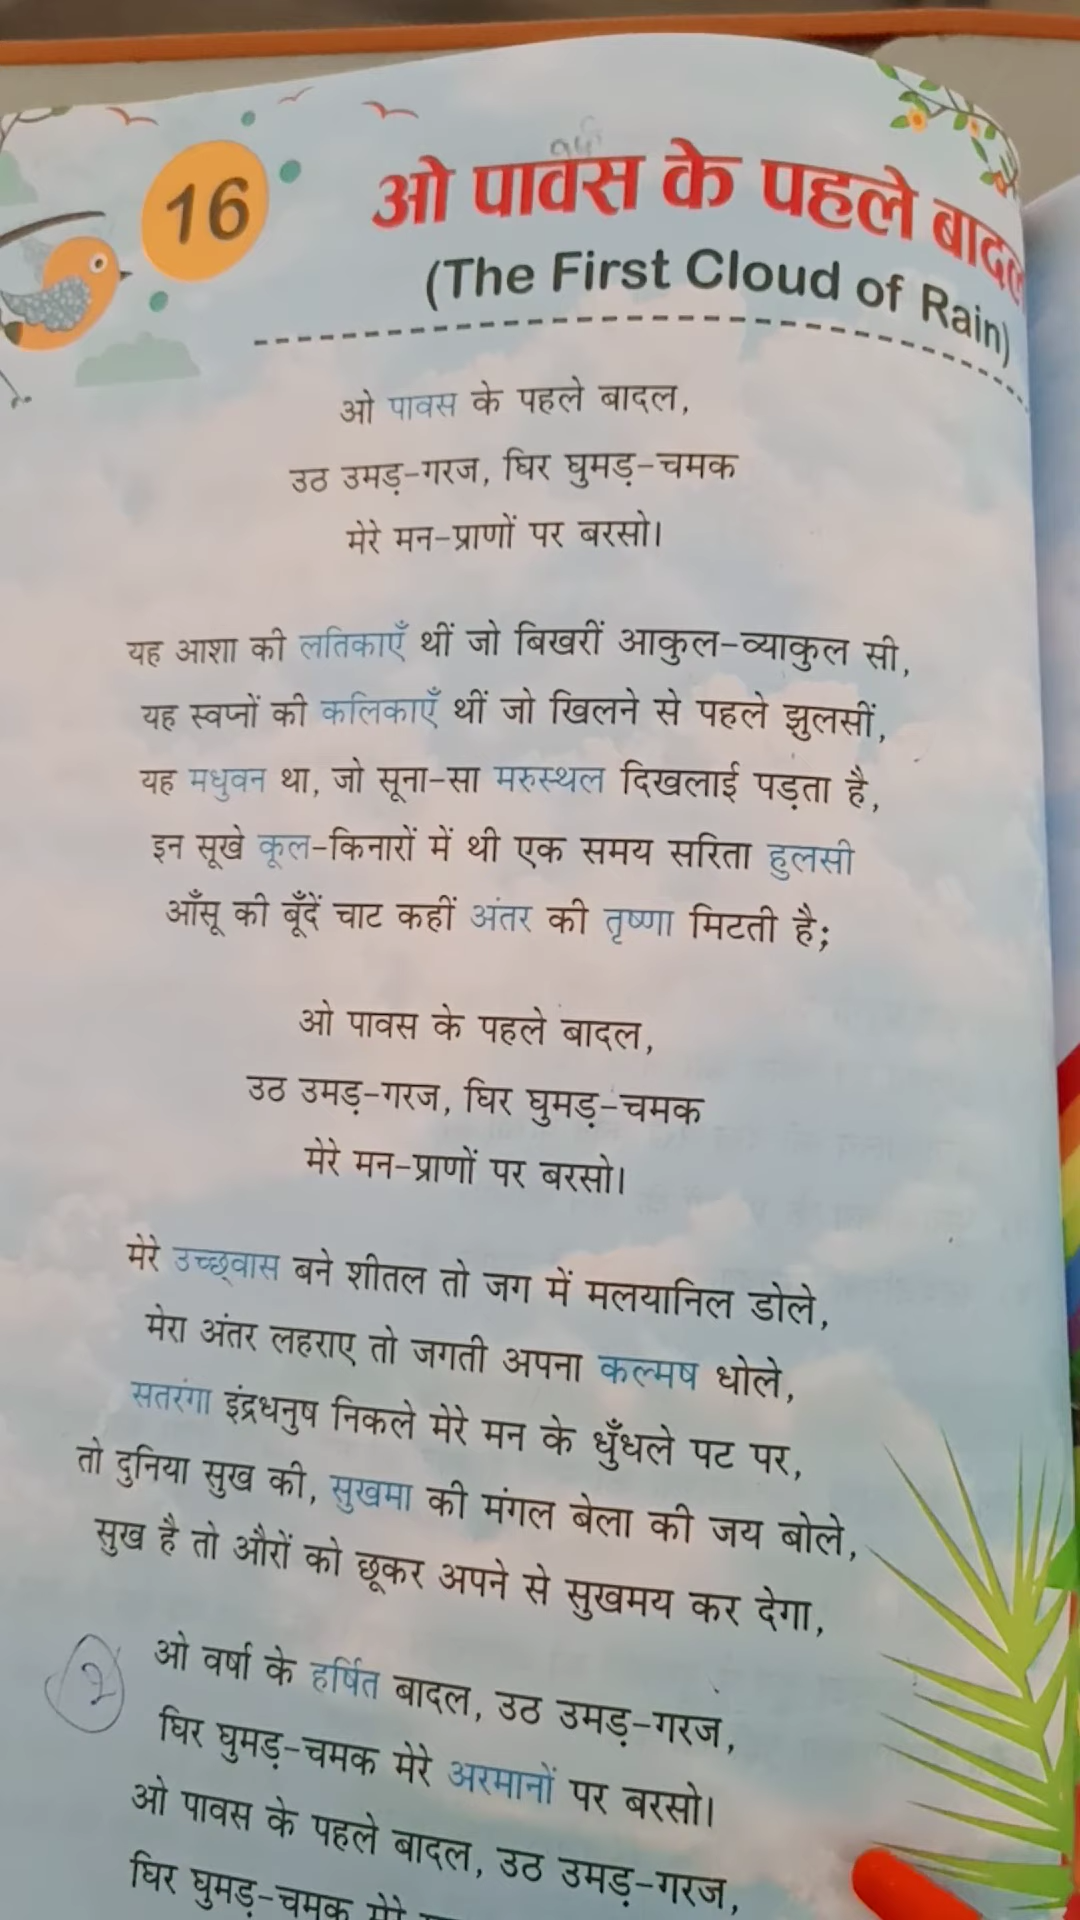 16
ओ पावस के पहले बादल
(The First Cloud of Rain)
ओ पावस के पहले बादल,
उठ उमड़-गरज, घिर घुमड़-चमक
मेरे मन-प्राणों पर बरसो।
यह आशा की लतिकाएँ थीं जो बिखरीं आकुल-व्याकुल सी,
यह स्वप्नों की कलिकाएँ थीं जो खिलने से पहले झुलसीं,
यह मधुवन था, जो सूना-सा मरुस्थल दिखलाई पड़ता है,
इन सूखे कूल-किनारों में थी एक समय सरिता हुलसी
आँसू की बूँदें चाट कहीं अंतर की तृष्णा मिटती है;
ओ पावस के पहले बादल,
उठ उमड़-गरज, घिर घुमड़-चमक
मेरे मन-प्राणों पर बरसो।
मेरे उच्छ्वास बने शीतल तो जग में मलयानिल डोले,
मेरा अंतर लहराए तो जगती अपना कल्मष धोले,
सतरंगा इंद्रधनुष निकले मेरे मन के धुँधले पट पर,
तो दुनिया सुख की, सुखमा की मंगल बेला की जय बोले,
सुख है तो औरों को छूकर अपने से सुखमय कर देगा,
ओ वर्षा के हर्षित बादल, उठ उमड़-गरज,
घिर घुमड़-चमक मेरे अरमानों पर बरसो।
ओ पावस के पहले बादल, उठ उमड़-गरज,
घिर घुमड़-चमक मेरे